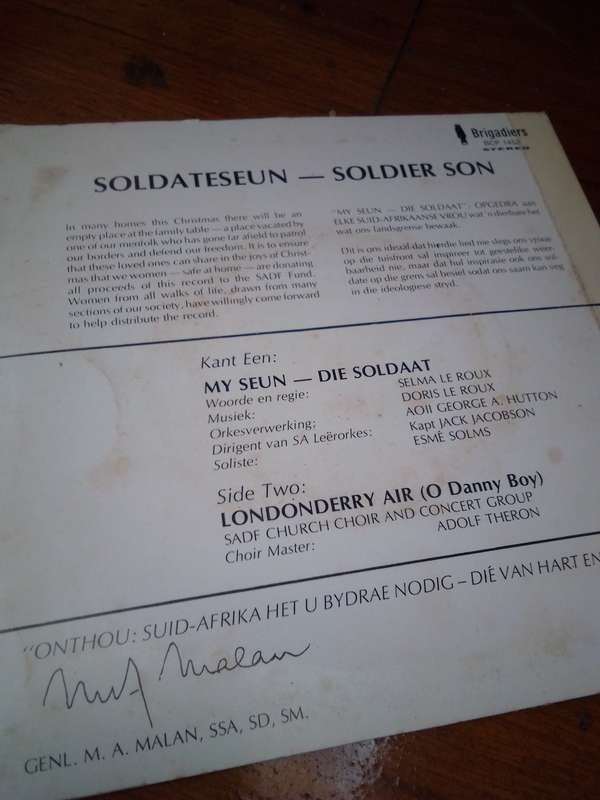 Brigadiers
BCP 1452
STEREO
SOLDATESEUN — SOLDIER SON
In many homes this Christmas there will be an
empty place at the family table — a place vacated by
one of our menfolk who has gone far afield to patrol
our borders and defend our freedom. It is to ensure
that these loved ones can share in the joys of Christ-
mas that we women — safe at home — are donating
all proceeds of this record to the SADF Fund.
Women from all walks of life, drawn from many
sections of our society, have willingly come forward
to help distribute the record.
"MY SEUN — DIE SOLDAAT", OPGEDRA aan
ELKE SUID-AFRIKAANSE VROU wat 'n dierbare het
wat ons landsgrense bewaak.
Dit is ons ideaal dat hierdie lied nie slegs ons vroue
op die tuisfront sal inspireer tot geestelike weer-
baarheid nie, maar dat hul inspirasie ook ons sol-
date op die grens sal besiel sodat ons saam kan veg
in die ideologiese stryd.
Kant Een:
MY SEUN — DIE SOLDAAT
Woorde en regie: SELMA LE ROUX
Musiek: DORIS LE ROUX
Orkesverwerking: AOII GEORGE A. HUTTON
Dirigent van SA Leërorkes: Kapt JACK JACOBSON
Soliste: ESMÉ SOLMS
Side Two:
LONDONDERRY AIR (O Danny Boy)
SADF CHURCH CHOIR AND CONCERT GROUP
Choir Master: ADOLF THERON
"ONTHOU: SUID-AFRIKA HET U BYDRAE NODIG – DIÉ VAN HART EN
Malan
GENL. M. A. MALAN, SSA, SD, SM.